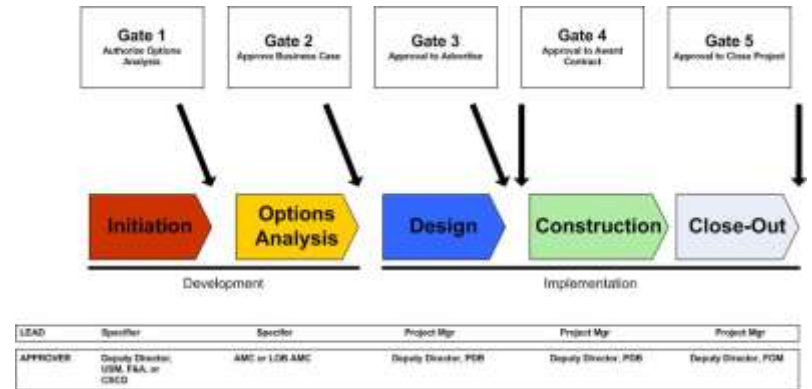 Gate 1
Authorize Options
Analysis
Gate 2
Approve Business Case
Gate 3
Approval to Advertise
Gate 4
Approval to Award
Contract
Gate 5
Approval to Close Project
Initiation
Options
Analysis
Design
Construction
Close-Out
Development
Implementation
LEAD Specifier Specifier Project Mgr Project Mgr Project Mgr
APPROVER Deputy Director, AMC or LOB AMC Deputy Director, PDB Deputy Director, PDB Deputy Director,
USM, F&A, or
CSCO